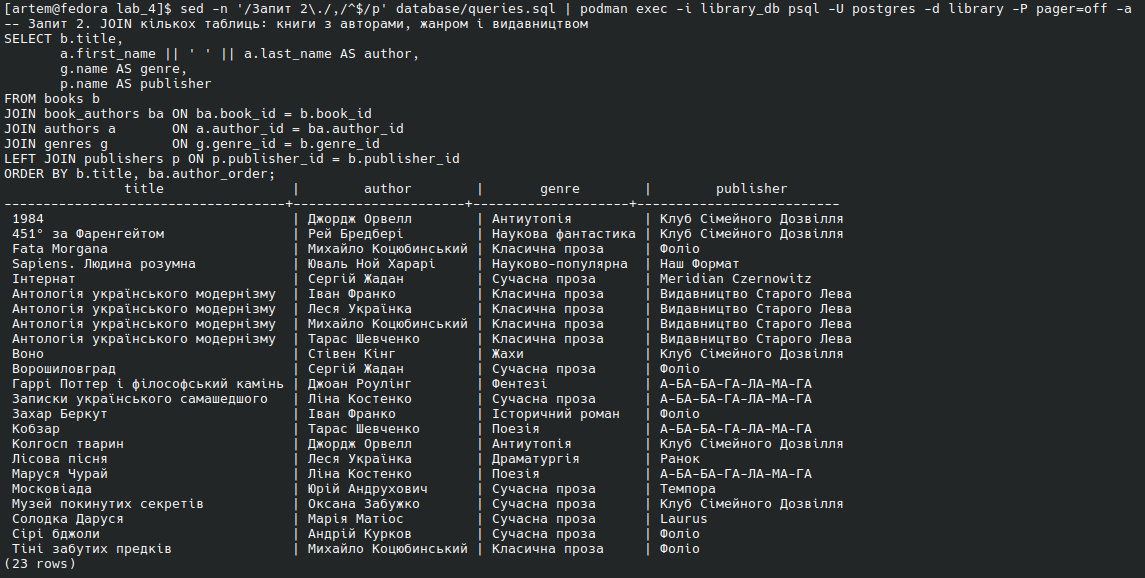 [artem@fedora lab_4]$ sed -n '/Запит 2\./,/^$/p' database/queries.sql | podman exec -i library_db psql -U postgres -d library -P pager=off -a
-- Запит 2. JOIN кількох таблиць: книги з авторами, жанром і видавництвом
SELECT b.title,
       a.first_name || ' ' || a.last_name AS author,
       g.name AS genre,
       p.name AS publisher
FROM books b
JOIN book_authors ba ON ba.book_id = b.book_id
JOIN authors a       ON a.author_id = ba.author_id
JOIN genres g        ON g.genre_id = b.genre_id
LEFT JOIN publishers p ON p.publisher_id = b.publisher_id
ORDER BY b.title, ba.author_order;
               title                |        author        |       genre        |        publisher
------------------------------------+----------------------+--------------------+--------------------------
 1984                               | Джордж Орвелл        | Антиутопія         | Клуб Сімейного Дозвілля
 451° за Фаренгейтом                | Рей Бредбері         | Наукова фантастика | Клуб Сімейного Дозвілля
 Fata Morgana                       | Михайло Коцюбинський | Класична проза     | Фоліо
 Sapiens. Людина розумна            | Юваль Ной Харарі     | Науково-популярна  | Наш Формат
 Інтернат                           | Сергій Жадан         | Сучасна проза      | Meridian Czernowitz
 Антологія українського модернізму  | Іван Франко          | Класична проза     | Видавництво Старого Лева
 Антологія українського модернізму  | Леся Українка        | Класична проза     | Видавництво Старого Лева
 Антологія українського модернізму  | Михайло Коцюбинський | Класична проза     | Видавництво Старого Лева
 Антологія українського модернізму  | Тарас Шевченко       | Класична проза     | Видавництво Старого Лева
 Воно                               | Стівен Кінг          | Жахи               | Клуб Сімейного Дозвілля
 Ворошиловград                      | Сергій Жадан         | Сучасна проза      | Фоліо
 Гаррі Поттер і філософський камінь | Джоан Роулінг        | Фентезі            | А-БА-БА-ГА-ЛА-МА-ГА
 Записки українського самашедшого   | Ліна Костенко        | Сучасна проза      | А-БА-БА-ГА-ЛА-МА-ГА
 Захар Беркут                       | Іван Франко          | Історичний роман   | Фоліо
 Кобзар                             | Тарас Шевченко       | Поезія             | А-БА-БА-ГА-ЛА-МА-ГА
 Колгосп тварин                     | Джордж Орвелл        | Антиутопія         | Клуб Сімейного Дозвілля
 Лісова пісня                       | Леся Українка        | Драматургія        | Ранок
 Маруся Чурай                       | Ліна Костенко        | Поезія             | А-БА-БА-ГА-ЛА-МА-ГА
 Московіада                         | Юрій Андрухович      | Сучасна проза      | Темпора
 Музей покинутих секретів           | Оксана Забужко       | Сучасна проза      | Клуб Сімейного Дозвілля
 Солодка Даруся                     | Марія Матіос         | Сучасна проза      | Laurus
 Сірі бджоли                        | Андрій Курков        | Сучасна проза      | Фоліо
 Тіні забутих предків               | Михайло Коцюбинський | Класична проза     | Фоліо
(23 rows)